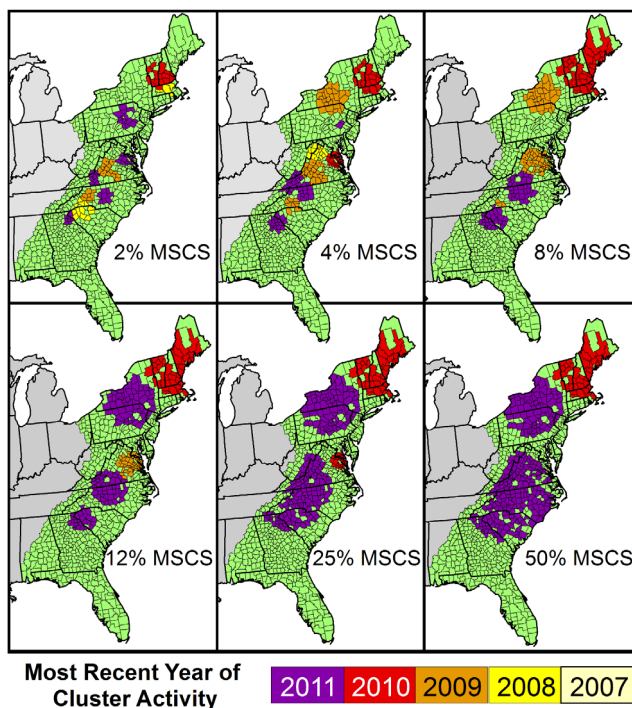 2% MSCS
4% MSCS
8% MSCS
12% MSCS
25% MSCS
50% MSCS
Most Recent Year of
Cluster Activity
2011 2010 2009 2008 2007